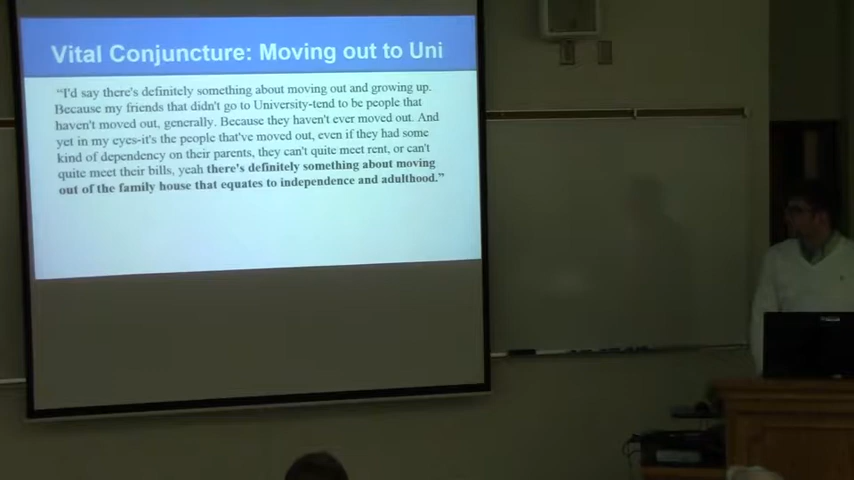 Vital Conjuncture: Moving out to Uni
“I'd say there's definitely something about moving out and growing up.
Because my friends that didn't go to University-tend to be people that
haven't moved out, generally. Because they haven't ever moved out. And
yet in my eyes-it's the people that've moved out, even if they had some
kind of dependency on their parents, they can't quite meet rent, or can't
quite meet their bills, yeah there's definitely something about moving
out of the family house that equates to independence and adulthood.”